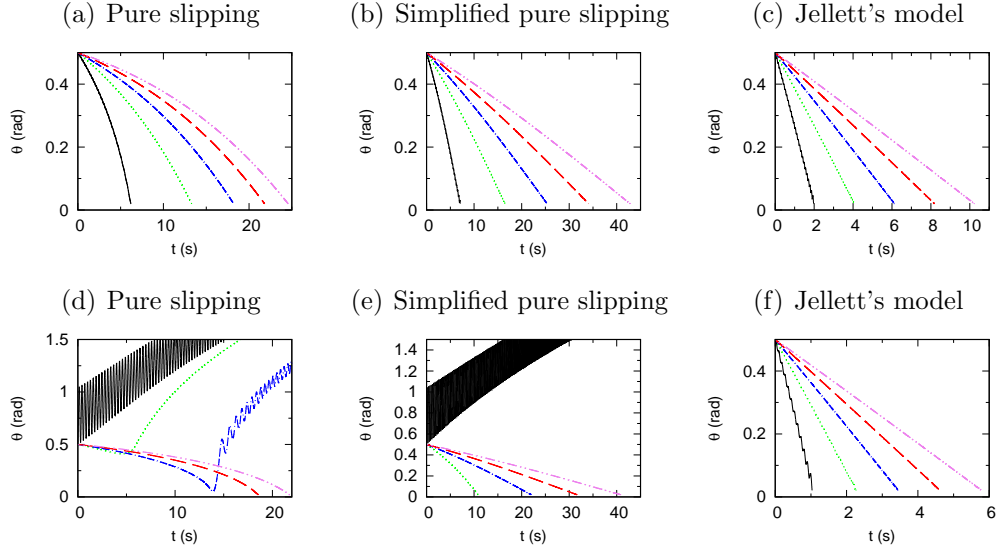 (a) Pure slipping
(b) Simplified pure slipping
(c) Jellett's model
0.4
0.2
0
θ (rad)
0 10 20
t (s)
0.4
0.2
0
θ (rad)
0 10 20 30 40
t (s)
0.4
0.2
0
θ (rad)
0 2 4 6 8 10
t (s)
(d) Pure slipping
(e) Simplified pure slipping
(f) Jellett's model
1.5
1
0.5
0
θ (rad)
0 10 20
t (s)
1.4
1.2
1
0.8
0.6
0.4
0.2
0
θ (rad)
0 10 20 30 40
t (s)
0.4
0.2
0
θ (rad)
0 2 4 6
t (s)